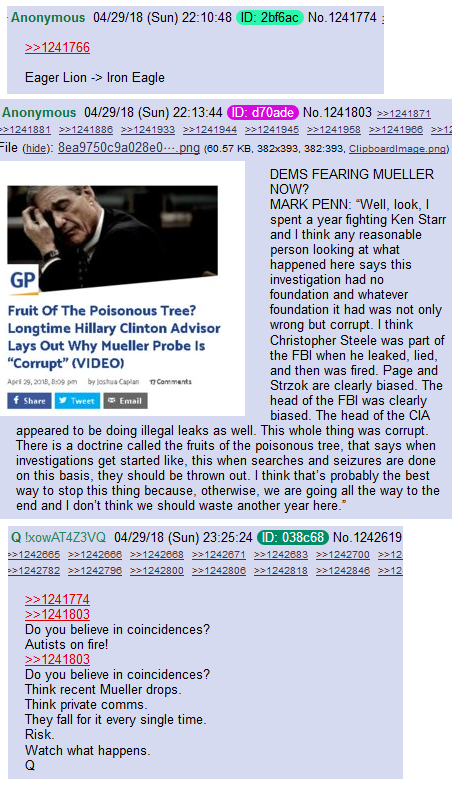 Anonymous 04/29/18 (Sun) 22:10:48 ID: 2bf6ac No.1241774
>>1241766
Eager Lion -> Iron Eagle
Anonymous 04/29/18 (Sun) 22:13:44 ID: d70ade No.1241803 >>1241871
>>1241881 >>1241886 >>1241933 >>1241944 >>1241945 >>1241958 >>1241966 >>12
File (hide): 8ea9750c9a028e0⋯.png (60.57 KB, 382x393, 382:393, ClipboardImage.png)
GP
Fruit Of The Poisonous Tree?
Longtime Hillary Clinton Advisor
Lays Out Why Mueller Probe Is
“Corrupt” (VIDEO)
April 29, 2018, 8:09 pm by Joshua Caplan 17 Comments
Share Tweet Email
DEMS FEARING MUELLER
NOW?
MARK PENN: “Well, look, I
spent a year fighting Ken Starr
and I think any reasonable
person looking at what
happened here says this
investigation had no
foundation and whatever
foundation it had was not only
wrong but corrupt. I think
Christopher Steele was part of
the FBI when he leaked, lied,
and then was fired. Page and
Strzok are clearly biased. The
head of the FBI was clearly
biased. The head of the CIA
appeared to be doing illegal leaks as well. This whole thing was corrupt.
There is a doctrine called the fruits of the poisonous tree, that says when
investigations get started like, this when searches and seizures are done
on this basis, they should be thrown out. I think that’s probably the best
way to stop this thing because, otherwise, we are going all the way to the
end and I don’t think we should waste another year here.”
Q !xowAT4Z3VQ 04/29/18 (Sun) 23:25:24 ID: 038c68 No.1242619
>>1242665 >>1242666 >>1242668 >>1242671 >>1242683 >>1242700 >>12
>>1242782 >>1242796 >>1242800 >>1242806 >>1242818 >>1242846 >>12
>>1241774
>>1241803
Do you believe in coincidences?
Autists on fire!
>>1241803
Do you believe in coincidences?
Think recent Mueller drops.
Think private comms.
They fall for it every single time.
Risk.
Watch what happens.
Q